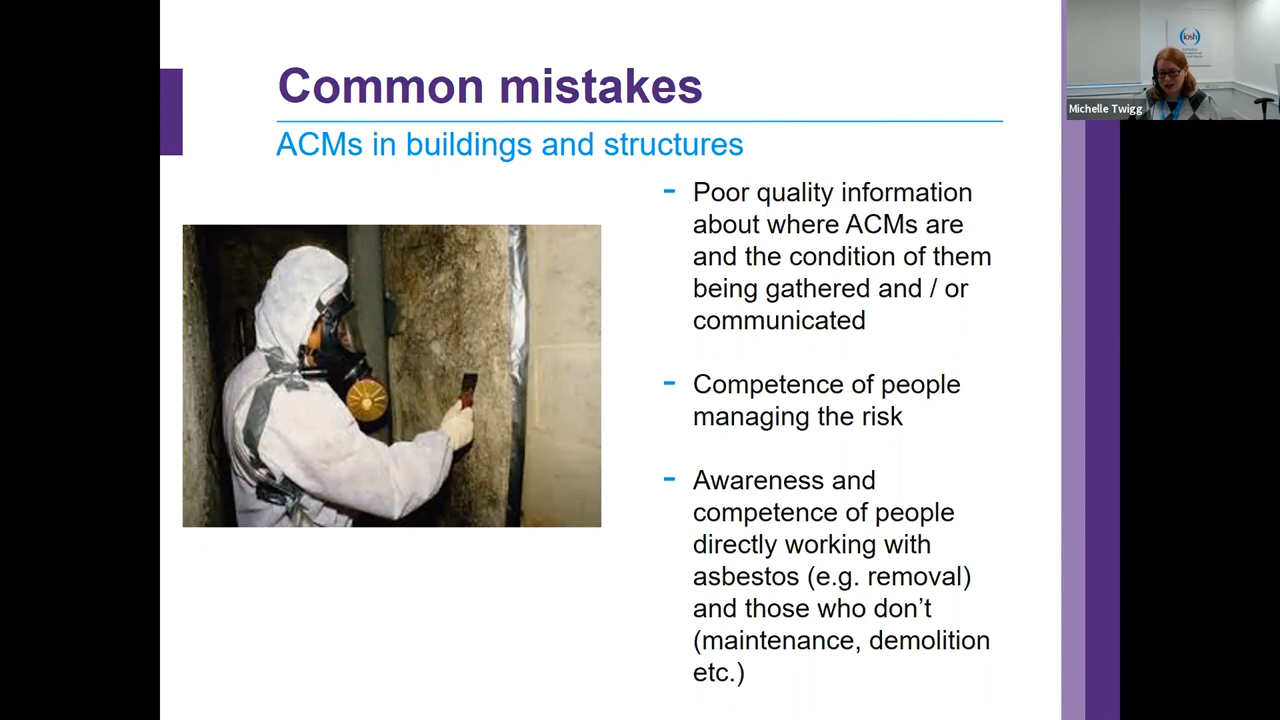 Common mistakes
ACMs in buildings and structures
- Poor quality information
about where ACMs are
and the condition of them
being gathered and / or
communicated
- Competence of people
managing the risk
- Awareness and
competence of people
directly working with
asbestos (e.g. removal)
and those who don’t
(maintenance, demolition
etc.)
iosh
Michelle Twigg